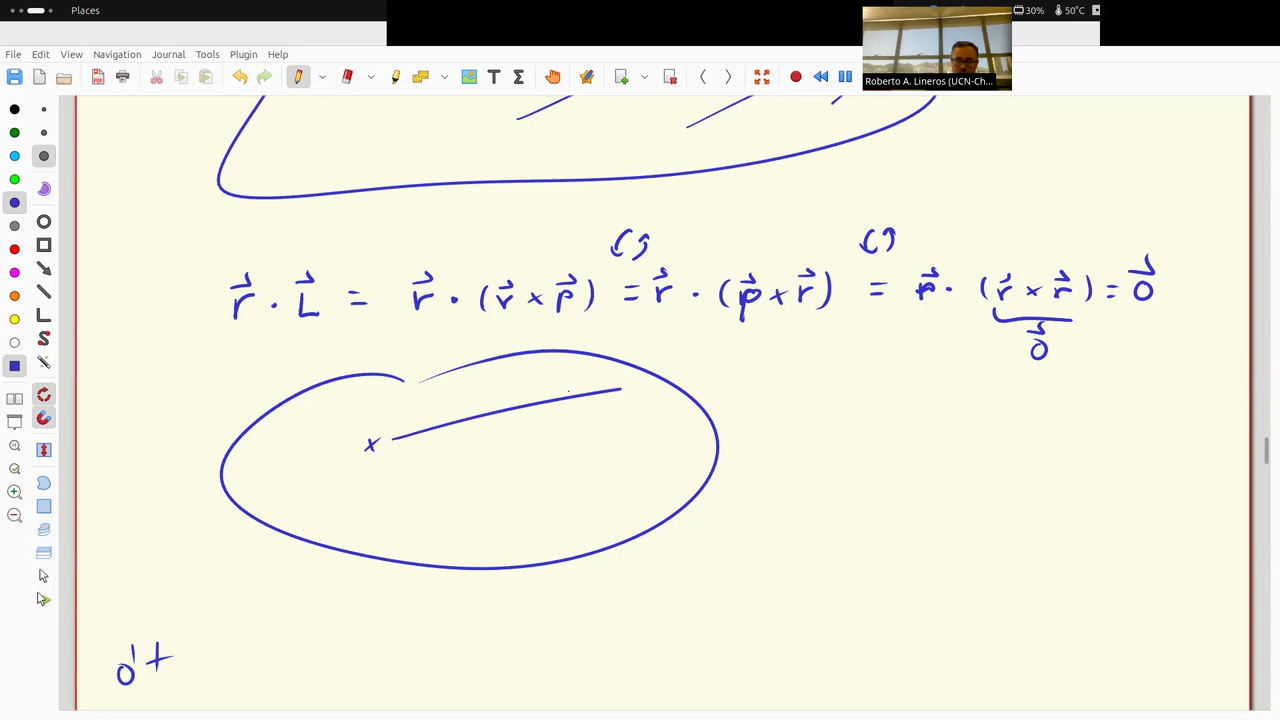 Places
30%
50°C
File Edit View Navigation Journal Tools Plugin Help
Roberto A. Lineros (UCN-Ch...
r⃗ · L⃗ = r⃗ · (r⃗ × p⃗) = r⃗ · (p⃗ × r⃗) = p⃗ · (r⃗ × r⃗) = 0⃗
0⃗
x
O' +